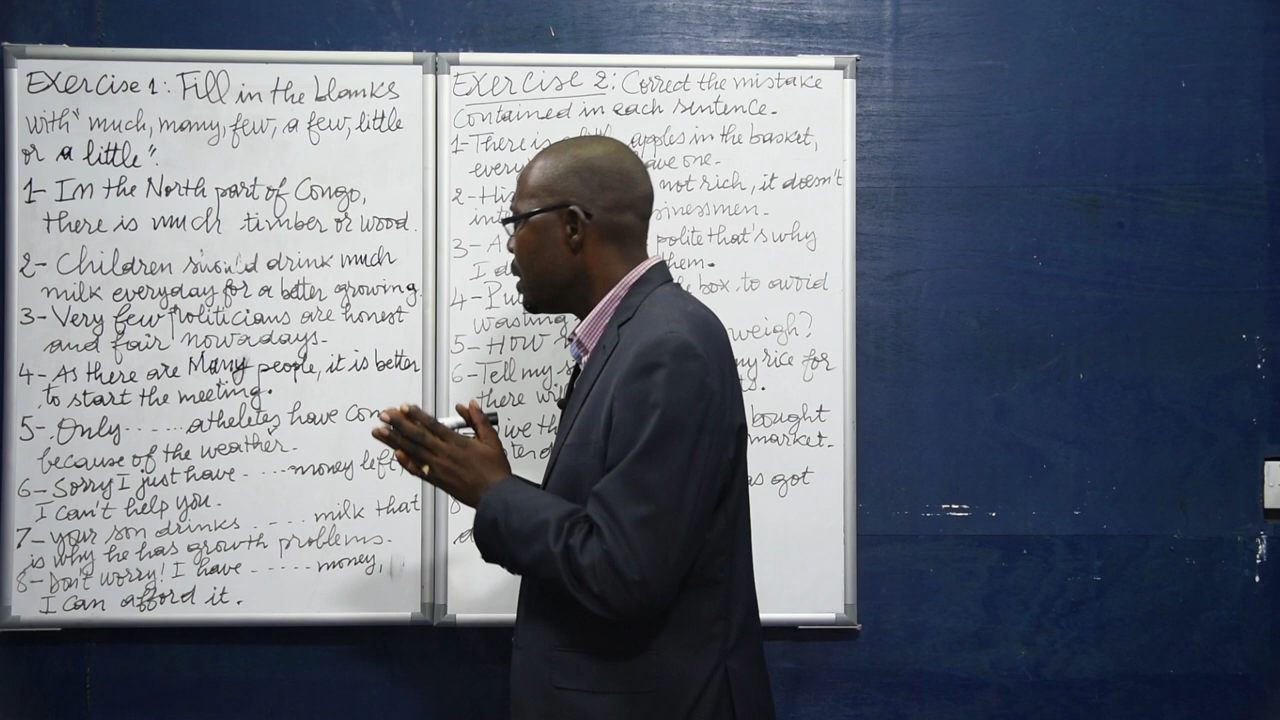 Exercise 1: Fill in the blanks
with "much, many, few, a few, little
or a little".
1- In the North part of Congo,
there is much timber or wood.
2- Children should drink much
milk everyday for a better growing.
3- Very few politicians are honest
and fair nowadays.
4- As there are Many people, it is better
to start the meeting.
5- Only ...... atheletes have
because of the weather.
6- Sorry I just have ..... money left,
I can't help you.
7- your son drinks ..... milk that
is why he has growth problems.
8- Don't worry! I have ...... money,
I can afford it.
Exercise 2: Correct the mistake
contained in each sentence.
1- There is apples in the basket,
ave one.
2- not rich, it doesn't
sinessmen.
3- polite that's why
I them.
4- box, to avoid
wasting
5- How weigh?
6- Tell my rice for
there
bought
market.
as got